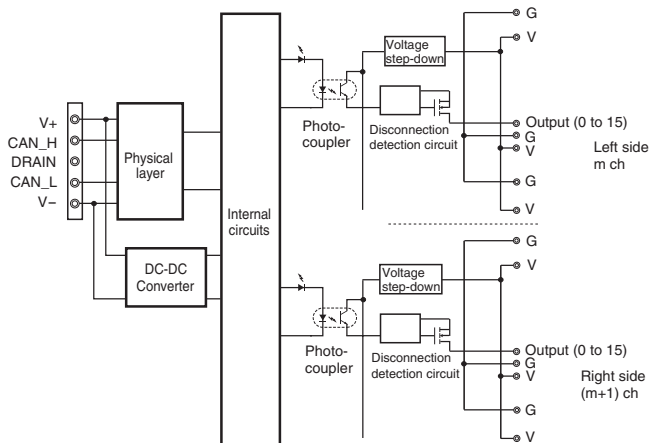 V+
CAN_H
DRAIN
CAN_L
V−
Physical
layer
DC-DC
Converter
Internal
circuits
G
V
Voltage
step-down
Photo-
coupler
Disconnection
detection circuit
Output (0 to 15)
G
V
Left side
m ch
G
V
G
V
Voltage
step-down
Photo-
coupler
Disconnection
detection circuit
Output (0 to 15)
G
V
Right side
(m+1) ch
G
V